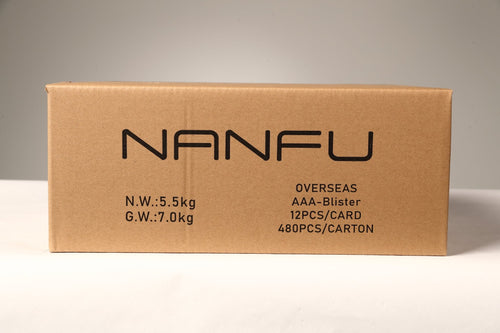 NANFU
N.W.:5.5kg
G.W.:7.0kg
OVERSEAS
AAA-Blister
12PCS/CARD
480PCS/CARTON